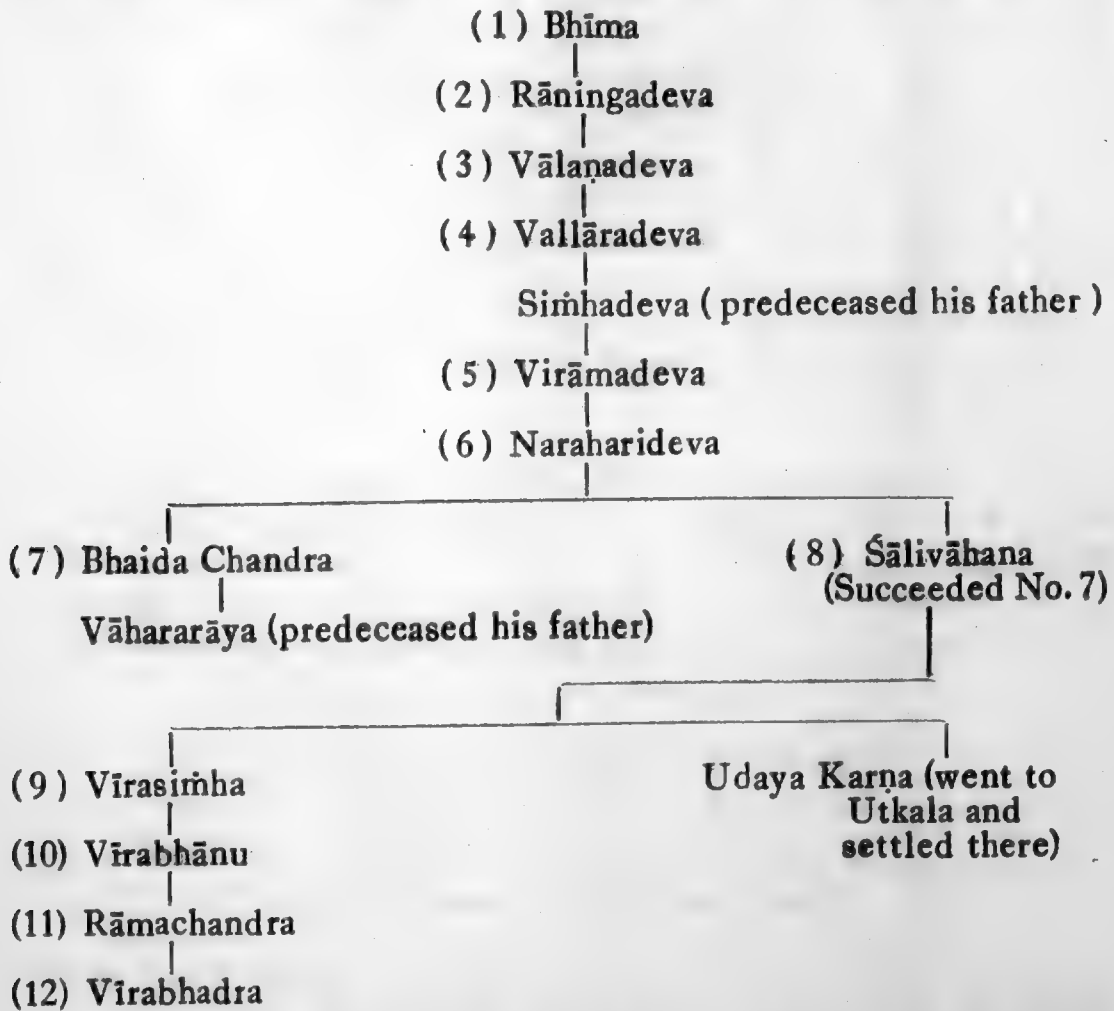 (1) Bhīma
(2) Rāningadeva
(3) Vālaṇadeva
(4) Vallāradeva
Siṁhadeva (predeceased his father)
(5) Virāmadeva
(6) Naraharideva
(7) Bhaida Chandra
(8) Śālivāhana
(Succeeded No. 7)
Vāhararāya (predeceased his father)
(9) Vīrasiṁha
Udaya Karṇa (went to
Utkala and
settled there)
(10) Vīrabhānu
(11) Rāmachandra
(12) Vīrabhadra